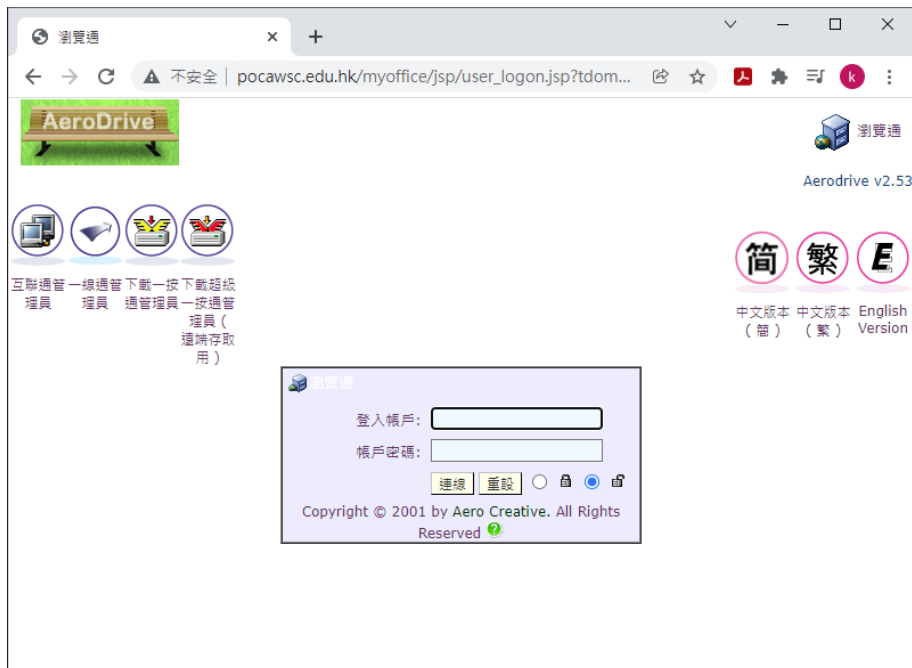 瀏覽通
不安全 | pocawsc.edu.hk/myoffice/jsp/user_logon.jsp?tdom...
k
AeroDrive
瀏覽通
Aerodrive v2.53
互聯通管
理員
一線通管
理員
下載一按
通管理員
下載超級
一按通管
理員（
遠端存取
用）
简
繁
E
中文版本
（簡）
中文版本
（繁）
English
Version
瀏覽通
登入帳戶:
帳戶密碼:
連線 重設
Copyright © 2001 by Aero Creative. All Rights
Reserved